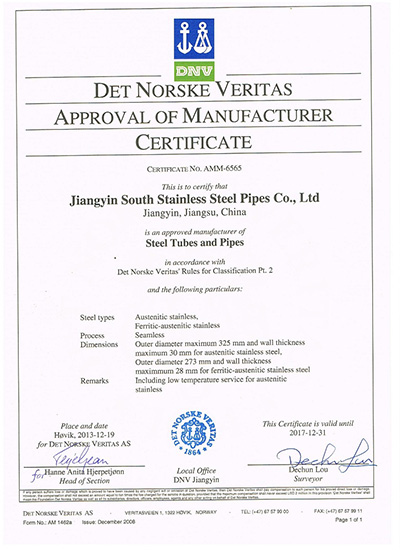 DNV
DET NORSKE VERITAS
APPROVAL OF MANUFACTURER
CERTIFICATE
CERTIFICATE NO. AMM-6565
This is to certify that
Jiangyin South Stainless Steel Pipes Co., Ltd
Jiangyin, Jiangsu, China
is an approved manufacturer of
Steel Tubes and Pipes
in accordance with
Det Norske Veritas' Rules for Classification Pt. 2
and the following particulars:
Steel types Austenitic stainless,
Ferritic-austenitic stainless
Process Seamless
Dimensions Outer diameter maximum 325 mm and wall thickness
maximum 30 mm for austenitic stainless steel,
Outer diameter 273 mm and wall thickness
maximmum 28 mm for ferritic-austenitic stainless steel
Remarks Including low temperature service for austenitic
stainless
Place and date
Høvik, 2013-12-19
for DET NORSKE VERITAS AS
for Hanne Anita Hjerpetjønn
Head of Section
DET NORSKE VERITAS
1864
Local Office
DNV Jiangyin
This Certificate is valid until
2017-12-31
Dechun Lou
Dechun Lou
Surveyor
DET NORSKE VERITAS AS VERITASVEIEN 1, 1322 HØVIK, NORWAY TEL: (+47) 67 57 99 00 FAX: (+47) 67 57 99 11
Form No.: AM 1462a Issue: December 2008 Page 1 of 1